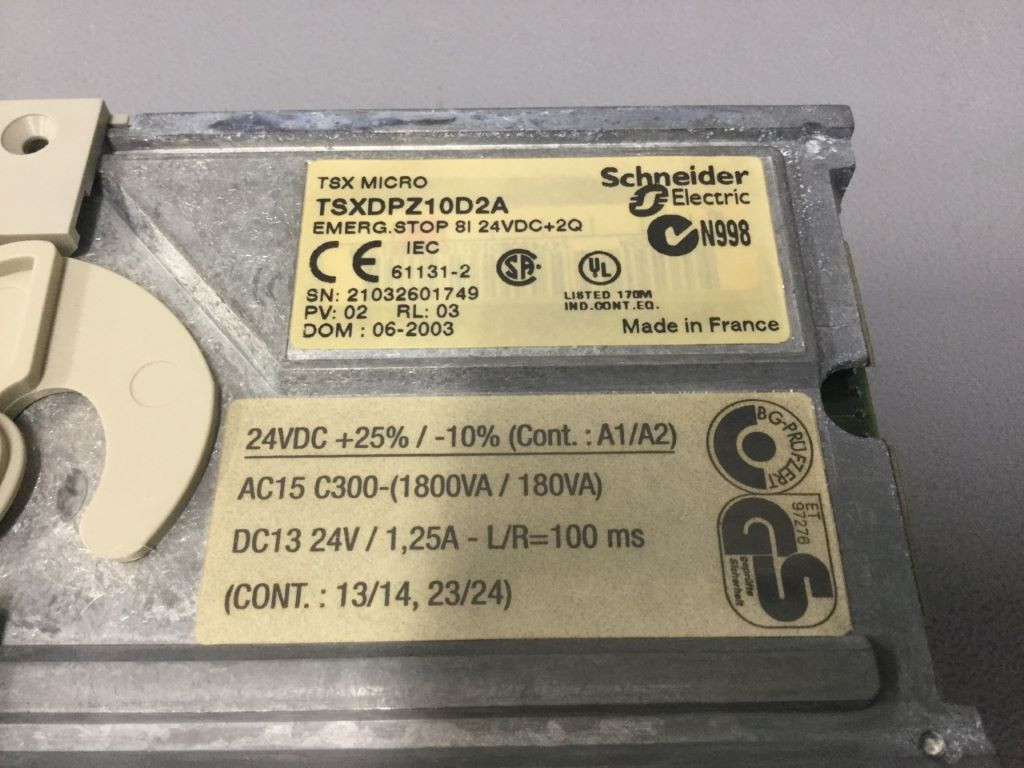 TSX MICRO
TSXDPZ10D2A
EMERG.STOP 8I 24VDC+2Q
Schneider
Electric
N998
CE
IEC
61131-2
SA
UL
LISTED 170M
IND.CONT.EQ.
SN: 21032601749
PV: 02 RL: 03
DOM : 06-2003
Made in France
24VDC +25% / -10% (Cont. : A1/A2)
AC15 C300-(1800VA / 180VA)
DC13 24V / 1,25A - L/R=100 ms
(CONT. : 13/14, 23/24)
BG-PRÜFZERT
ET
97276
GS
geprüfte
Sicherheit